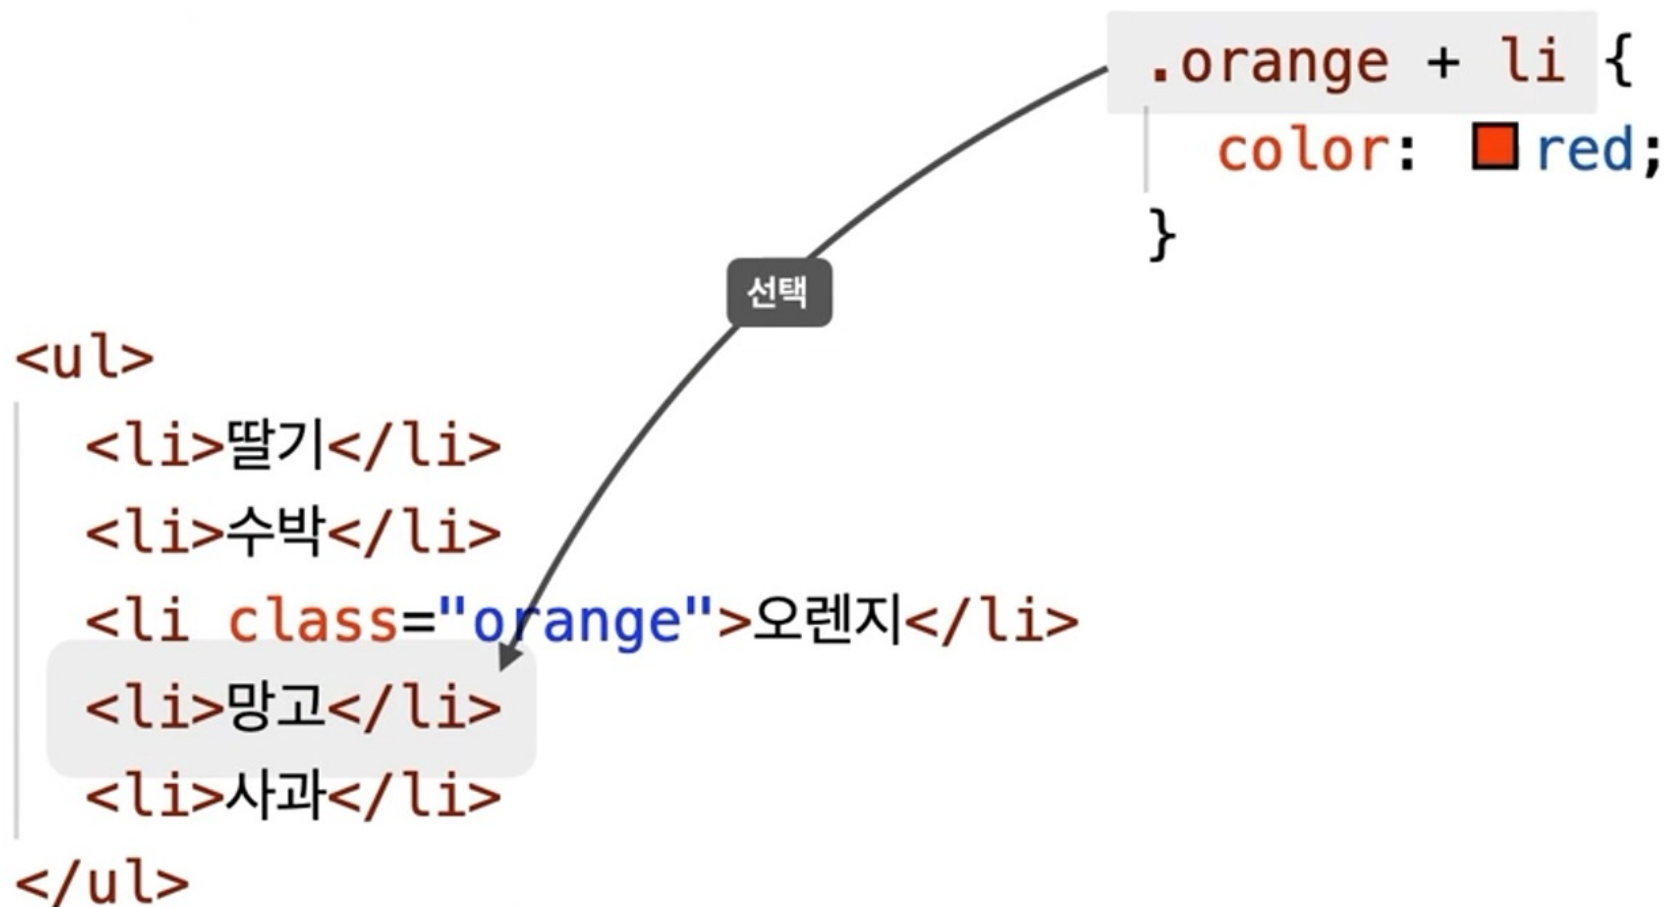 .orange + li {
color: red;
}
선택
<ul>
<li>딸기</li>
<li>수박</li>
<li class="orange">오렌지</li>
<li>망고</li>
<li>사과</li>
</ul>